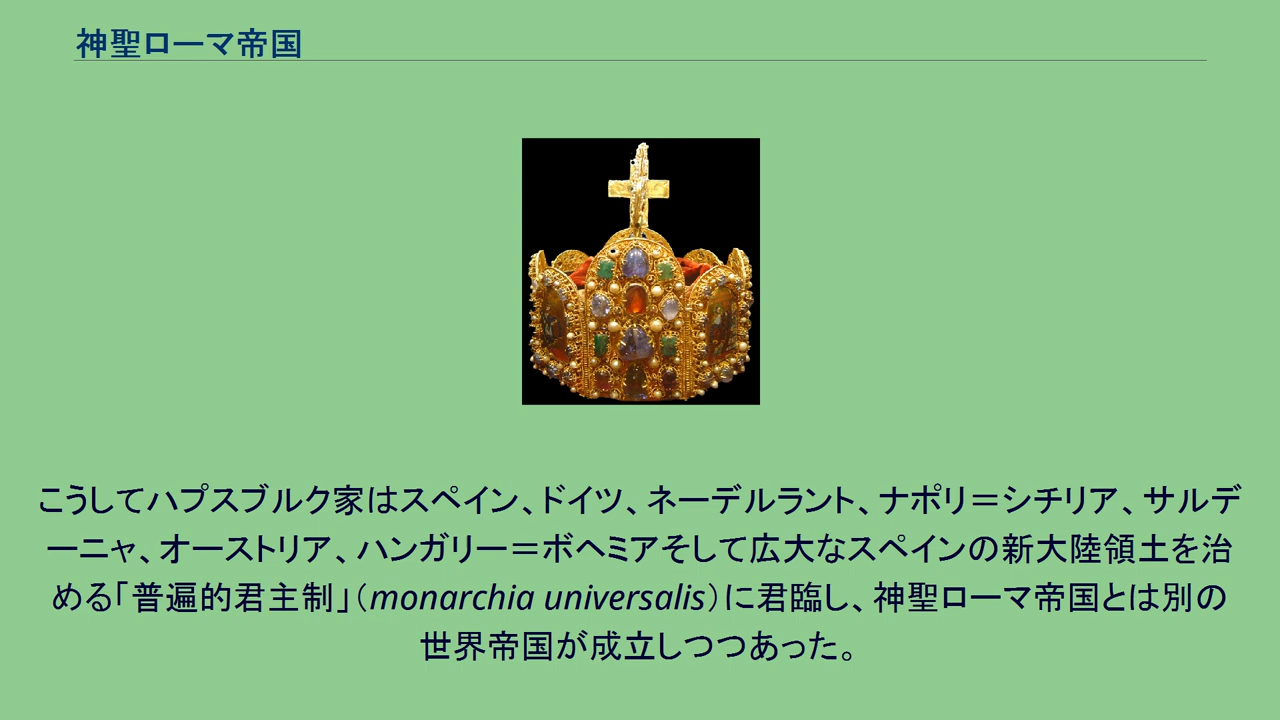 神聖ローマ帝国
こうしてハプスブルク家はスペイン、ドイツ、ネーデルラント、ナポリ＝シチリア、サルデ
ーニャ、オーストリア、ハンガリー＝ボヘミアそして広大なスペインの新大陸領土を治
める「普遍的君主制」（monarchia universalis）に君臨し、神聖ローマ帝国とは別の
世界帝国が成立しつつあった。